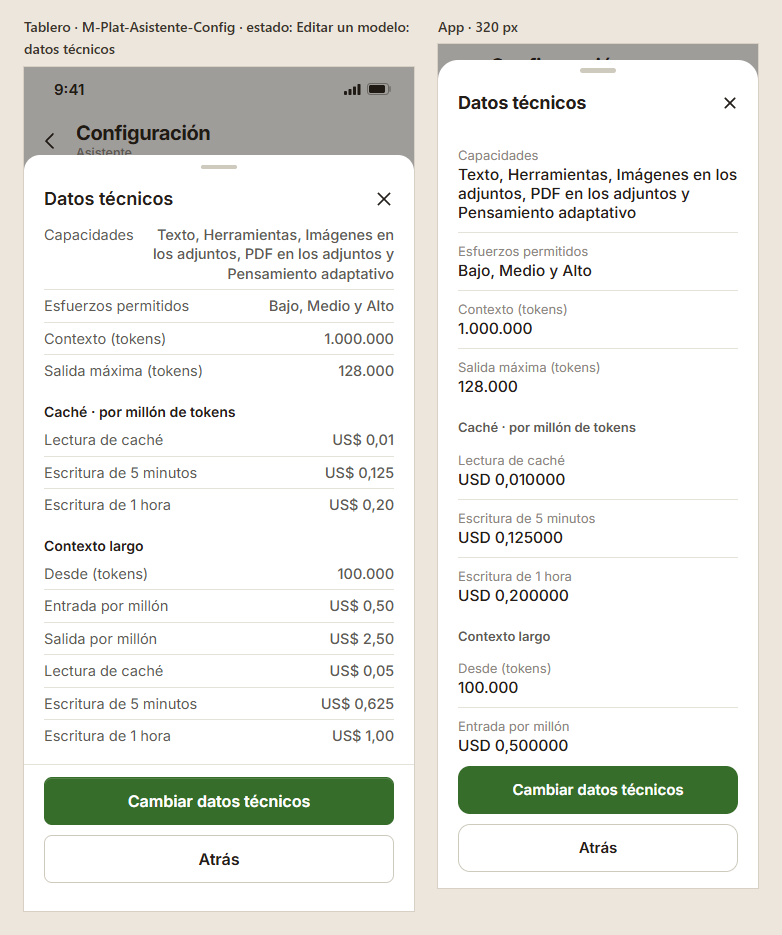 Tablero · M-Plat-Asistente-Config · estado: Editar un modelo:
datos técnicos
9:41
Configuración
Asistente
Datos técnicos
Capacidades
Texto, Herramientas, Imágenes en
los adjuntos, PDF en los adjuntos y
Pensamiento adaptativo
Esfuerzos permitidos
Bajo, Medio y Alto
Contexto (tokens)
1.000.000
Salida máxima (tokens)
128.000
Caché · por millón de tokens
Lectura de caché
US$ 0,01
Escritura de 5 minutos
US$ 0,125
Escritura de 1 hora
US$ 0,20
Contexto largo
Desde (tokens)
100.000
Entrada por millón
US$ 0,50
Salida por millón
US$ 2,50
Lectura de caché
US$ 0,05
Escritura de 5 minutos
US$ 0,625
Escritura de 1 hora
US$ 1,00
Cambiar datos técnicos
Atrás
App · 320 px
Datos técnicos
Capacidades
Texto, Herramientas, Imágenes en los
adjuntos, PDF en los adjuntos y
Pensamiento adaptativo
Esfuerzos permitidos
Bajo, Medio y Alto
Contexto (tokens)
1.000.000
Salida máxima (tokens)
128.000
Caché · por millón de tokens
Lectura de caché
USD 0,010000
Escritura de 5 minutos
USD 0,125000
Escritura de 1 hora
USD 0,200000
Contexto largo
Desde (tokens)
100.000
Entrada por millón
USD 0,500000
Cambiar datos técnicos
Atrás